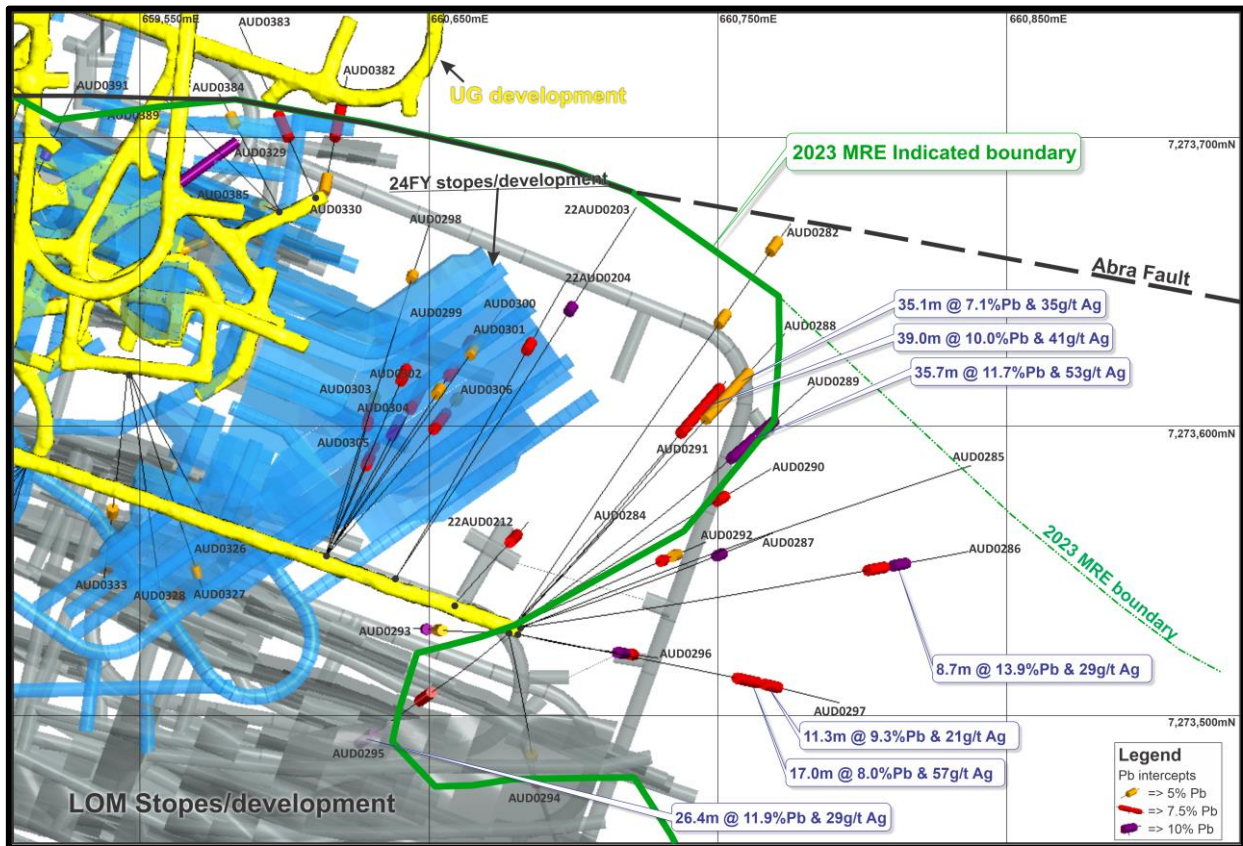 659,550mE
660,650mE
660,750mE
660,850mE
AUD0383
AUD0382
AUD0391
AUD0384
UG development
AUD0389
7,273,700mN
2023 MRE Indicated boundary
AUD0329
24FY stopes/development
AUD0385
AUD0330
AUD0298
22AUD0203
AUD0282
22AUD0204
Abra Fault
AUD0300
35.1m @ 7.1%Pb & 35g/t Ag
AUD0299
AUD0301
AUD0288
39.0m @ 10.0%Pb & 41g/t Ag
AUD0302
35.7m @ 11.7%Pb & 53g/t Ag
AUD0303
AUD0306
AUD0289
AUD0304
7,273,600mN
AUD0305
AUD0291
AUD0285
AUD0290
AUD0284
22AUD0212
AUD0292
AUD0287
AUD0286
AUD0326
2023 MRE boundary
AUD0333
AUD0328
AUD0327
AUD0293
AUD0296
8.7m @ 13.9%Pb & 29g/t Ag
AUD0297
7,273,500mN
11.3m @ 9.3%Pb & 21g/t Ag
AUD0295
17.0m @ 8.0%Pb & 57g/t Ag
AUD0294
LOM Stopes/development
26.4m @ 11.9%Pb & 29g/t Ag
Legend
Pb intercepts
=> 5% Pb
=> 7.5% Pb
=> 10% Pb